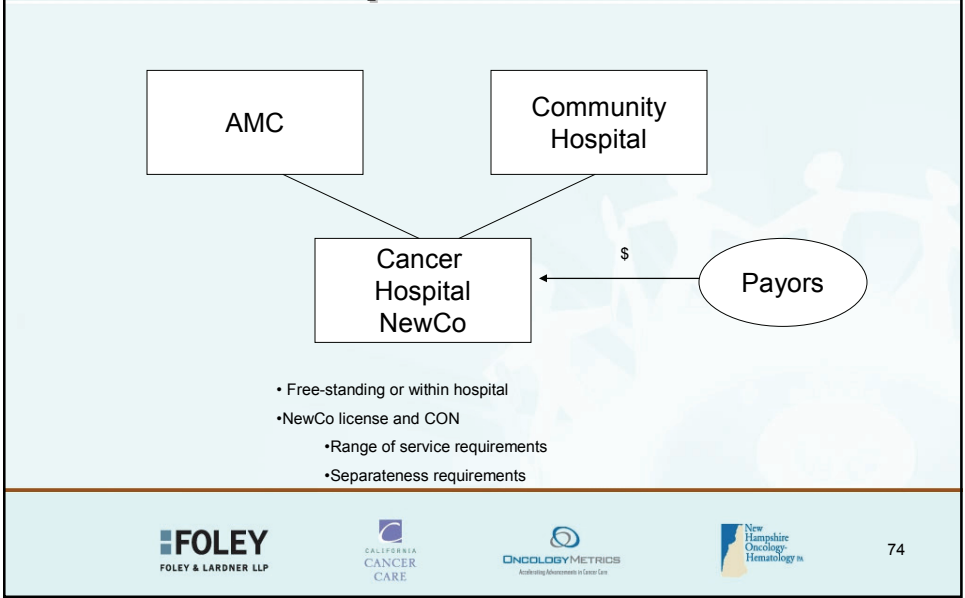 AMC
Community
Hospital
Cancer
Hospital
NewCo
$
Payors
• Free-standing or within hospital
•NewCo license and CON
•Range of service requirements
•Separateness requirements
FOLEY
FOLEY & LARDNER LLP
CALIFORNIA
CANCER
CARE
ONCOLOGYMETRICS
Accelerating Advancements in Cancer Care
New
Hampshire
Oncology-
Hematology PA
74